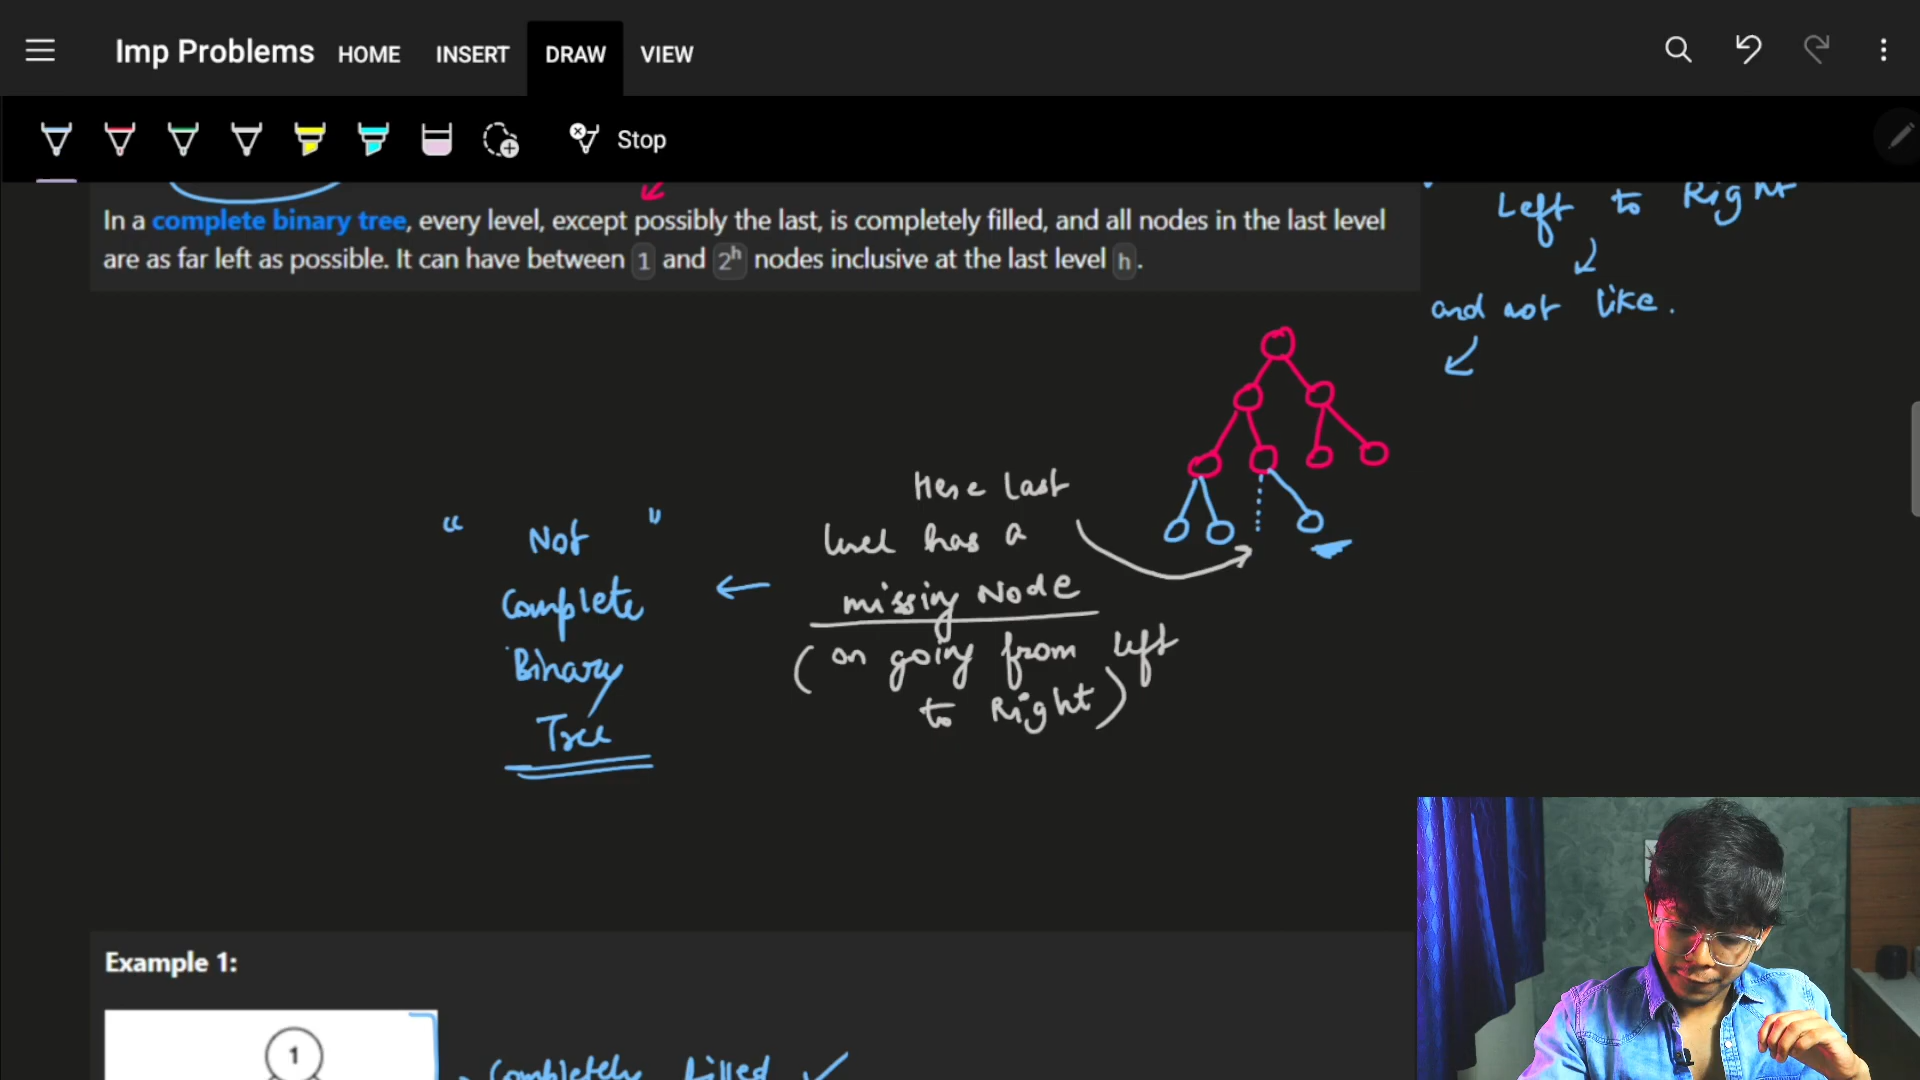 Imp Problems HOME INSERT DRAW VIEW
Stop
In a complete binary tree, every level, except possibly the last, is completely filled, and all nodes in the last level
are as far left as possible. It can have between 1 and 2ʰ nodes inclusive at the last level h.
Left to Right
and not like.
Here last
level has a
missing Node
(on going from left
to Right)
" Not "
Complete
Binary
Tree
Example 1:
1
Completely filled